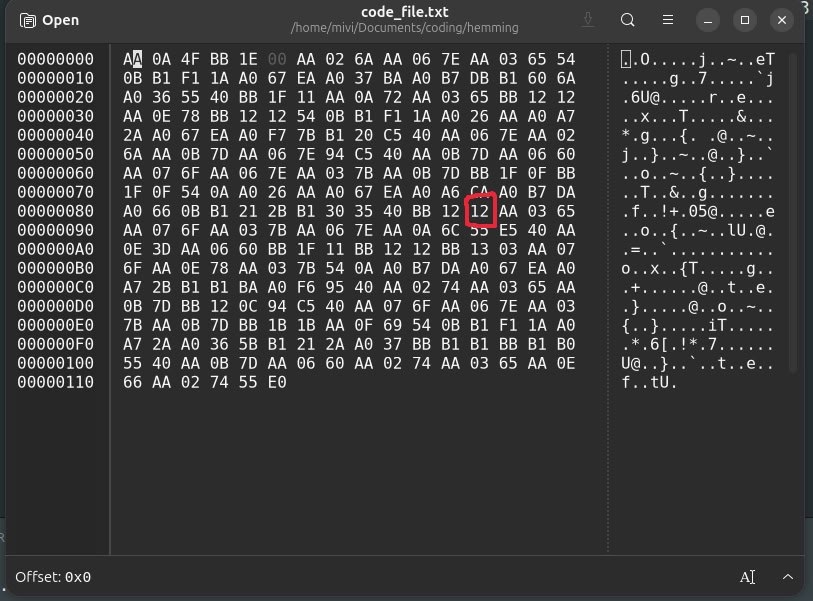 Open
code_file.txt
/home/mivi/Documents/coding/hemming
00000000 AA 0A 4F BB 1E 00 AA 02 6A AA 06 7E AA 03 65 54 ..O.....j..~..eT
00000010 0B B1 F1 1A A0 67 EA A0 37 BA A0 B7 DB B1 60 6A .....g..7.....`j
00000020 A0 36 55 40 BB 1F 11 AA 0A 72 AA 03 65 BB 12 12 .6U@.....r..e...
00000030 AA 0E 78 BB 12 12 54 0B B1 F1 1A A0 26 AA A0 A7 ..x...T.....&...
00000040 2A A0 67 EA A0 F7 7B B1 20 C5 40 AA 06 7E AA 02 *.g...{. .@..~..
00000050 6A AA 0B 7D AA 06 7E 94 C5 40 AA 0B 7D AA 06 60 j..}..~..@..}..`
00000060 AA 07 6F AA 06 7E AA 03 7B AA 0B 7D BB 1F 0F BB ..o..~..{..}....
00000070 1F 0F 54 0A A0 26 AA A0 67 EA A0 A6 CA A0 B7 DA ..T..&..g.......
00000080 A0 66 0B B1 21 2B B1 30 35 40 BB 12 12 AA 03 65 .f..!+.05@.....e
00000090 AA 07 6F AA 03 7B AA 06 7E AA 0A 6C 55 E5 40 AA ..o..{..~..lU.@.
000000A0 0E 3D AA 06 60 BB 1F 11 BB 12 12 BB 13 03 AA 07 .=..`...........
000000B0 6F AA 0E 78 AA 03 7B 54 0A A0 B7 DA A0 67 EA A0 o..x..{T.....g..
000000C0 A7 2B B1 B1 BA A0 F6 95 40 AA 02 74 AA 03 65 AA .+......@..t..e.
000000D0 0B 7D BB 12 0C 94 C5 40 AA 07 6F AA 06 7E AA 03 .}.....@..o..~..
000000E0 7B AA 0B 7D BB 1B 1B AA 0F 69 54 0B B1 F1 1A A0 {..}.....iT.....
000000F0 A7 2A A0 36 5B B1 21 2A A0 37 BB B1 B1 BB B1 B0 .*.6[.!*.7......
00000100 55 40 AA 0B 7D AA 06 60 AA 02 74 AA 03 65 AA 0E U@..}..`..t..e..
00000110 66 AA 02 74 55 E0 f..tU.
Offset: 0x0